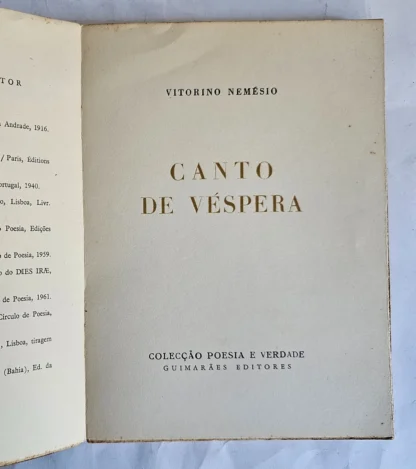 TOR
Andrade, 1916.
/ Paris, Editions
rtugal, 1940.
o, Lisboa, Livr.
Poesia, Edições
de Poesia, 1959.
o do DIES IRÆ,
de Poesia, 1961.
Círculo de Poesia,
, Lisboa, tiragem
(Bahia), Ed. da
VITORINO NEMÉSIO
CANTO
DE VÉSPERA
COLECÇÃO POESIA E VERDADE
GUIMARÃES EDITORES